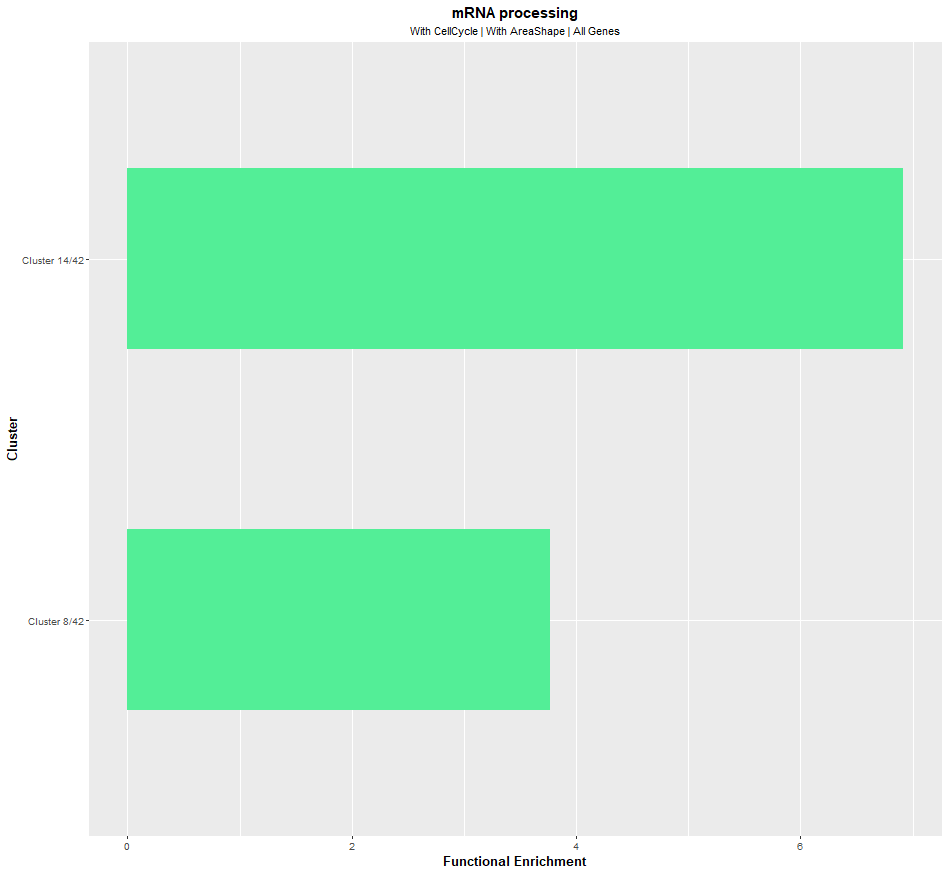 mRNA processing
With CellCycle | With AreaShape | All Genes
Cluster
Cluster 14/42
Cluster 8/42
0 2 4 6
Functional Enrichment